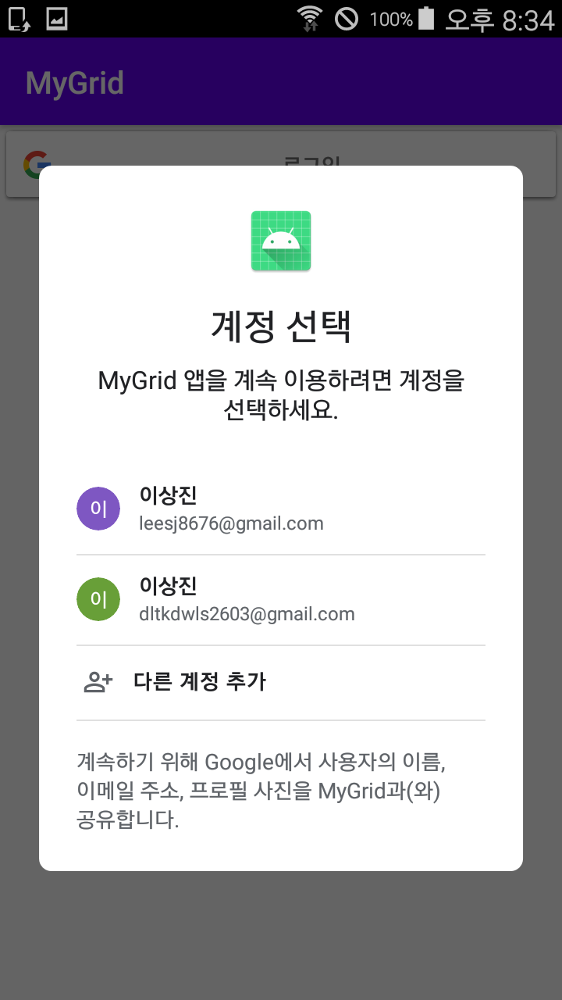 100% 오후 8:34
MyGrid
로그인
계정 선택
MyGrid 앱을 계속 이용하려면 계정을
선택하세요.
이
이상진
leesj8676@gmail.com
이
이상진
dltkdwls2603@gmail.com
다른 계정 추가
계속하기 위해 Google에서 사용자의 이름,
이메일 주소, 프로필 사진을 MyGrid과(와)
공유합니다.